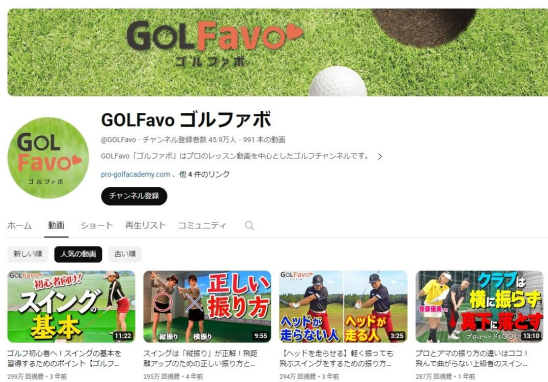 GOLFavo
ゴルファボ
GOLFavo
ゴルファボ
GOLFavo ゴルファボ
@GOLFavo・チャンネル登録者数 45.9万人・991 本の動画
GOLFavo「ゴルファボ」はプロのレッスン動画を中心としたゴルフチャンネルです。
pro-golfacademy.com 、他 4 件のリンク
チャンネル登録
ホーム 動画 ショート 再生リスト コミュニティ
新しい順 人気の動画 古い順
GOLFavo
初心者向け!
スイングの
基本
11:22
正しい
振り方
縦振り 横振り
9:55
GOLFavo
ヘッドが
走らない人
ヘッドが
走る人
3:25
クラブは
横に振らず
真下に落とす
13:10
ゴルフ初心者へ!スイングの基本を
習得するためのポイント【ゴルフ...
299万 回視聴・3 年前
スイングは「縦振り」が正解!飛距
離アップのための正しい振り方と...
295万 回視聴・4 年前
【ヘッドを走らせる】軽く振っても
飛ぶスイングをするための振り方...
294万 回視聴・3 年前
プロとアマの振り方の違いはココ!
飛んで曲がらない上級者のスイン...
287万 回視聴・1 年前